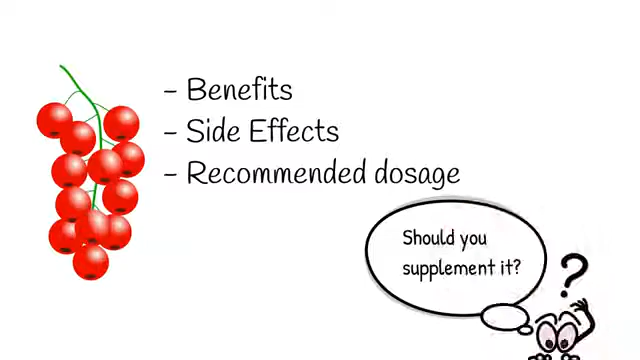 - Benefits
- Side Effects
- Recommended dosage
Should you
supplement it?
?